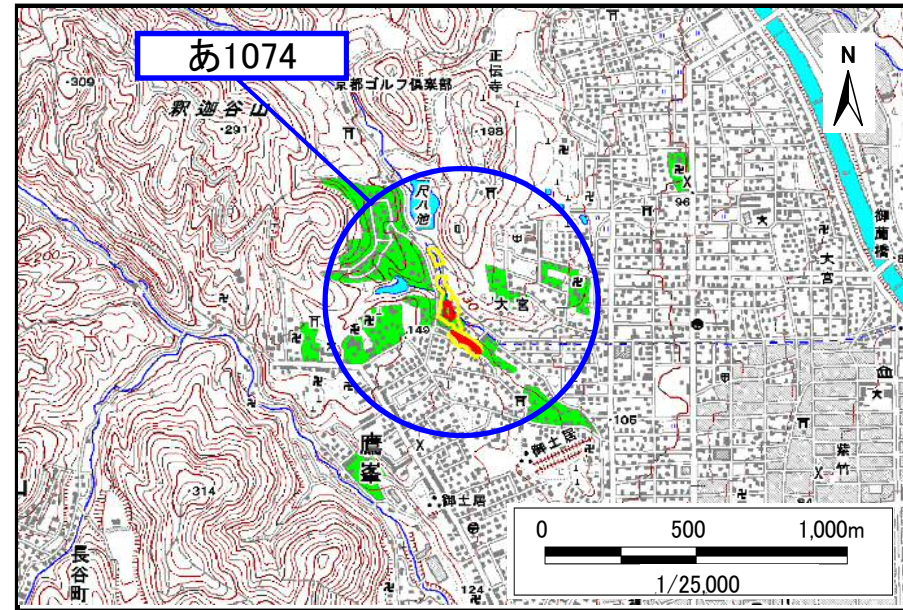 あ1074
N
・309
釈迦谷山
・291
京都ゴルフ倶楽部
正伝寺
・198
尺八池
96
御薗橋
大宮
200
大宮
149
105
鷹峯
御土居
御土居
紫竹
・314
長谷町
124
0 500 1,000m
1/25,000